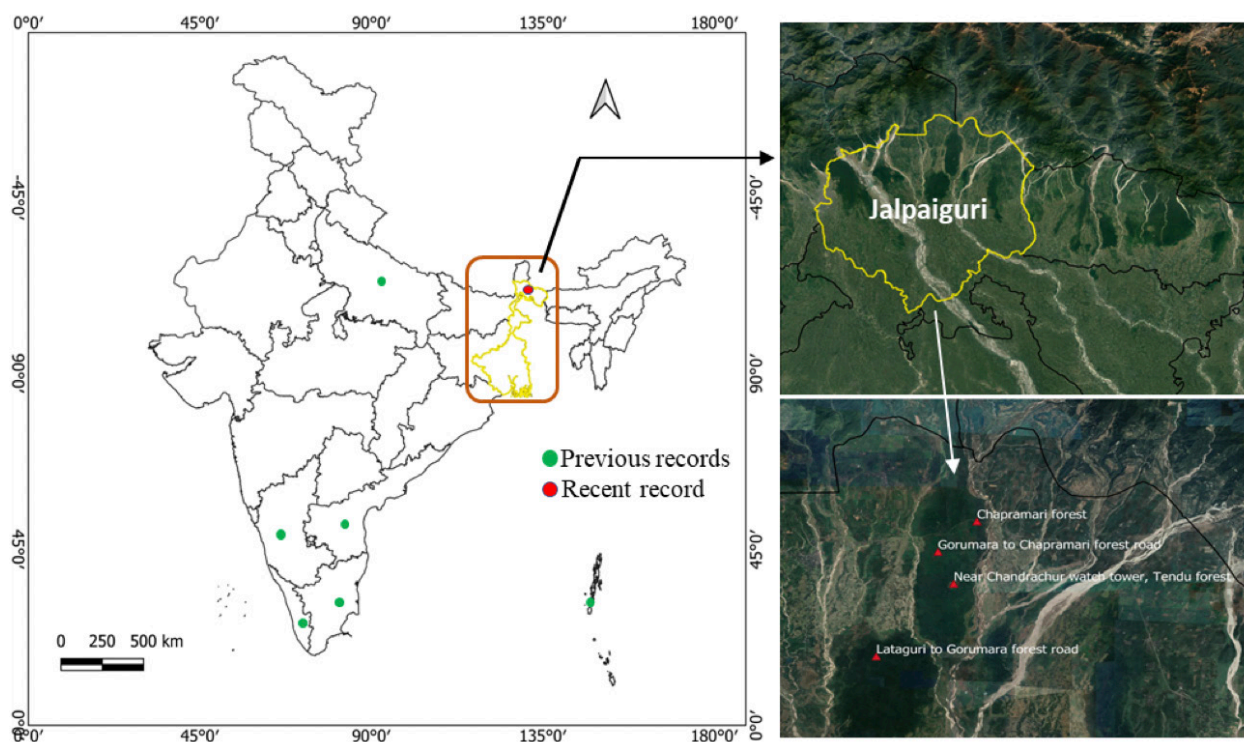 0°0′ 45°0′ 90°0′ 135°0′ 180°0′
-45°0′ -45°0′
90°0′ 90°0′
45°0′ 45°0′
0°0′ 0°0′
0°0′ 45°0′ 90°0′ 135°0′ 180°0′
Previous records
Recent record
0 250 500 km
Jalpaiguri
Chapramari forest
Gorumara to Chapramari forest road
Near Chandrachur watch tower, Tendu forest
Lataguri to Gorumara forest road